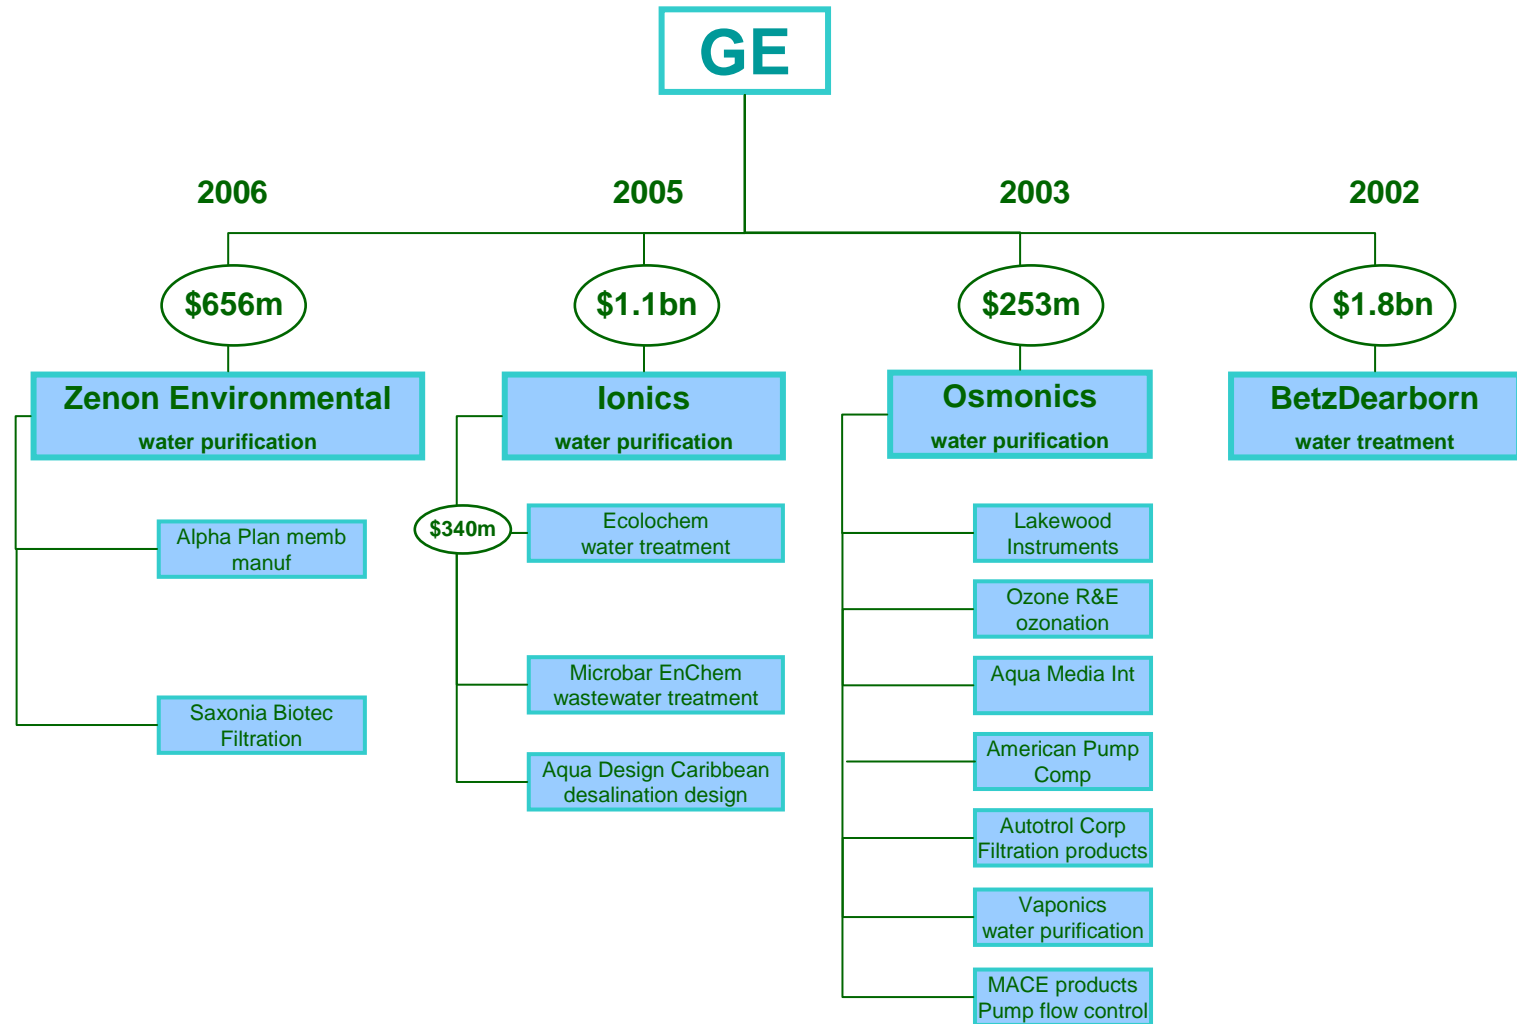 GE
2006
2005
2003
2002
$656m
$1.1bn
$253m
$1.8bn
Zenon Environmental
water purification
Ionics
water purification
Osmonics
water purification
BetzDearborn
water treatment
Alpha Plan memb
manuf
Saxonia Biotec
Filtration
$340m
Ecolochem
water treatment
Microbar EnChem
wastewater treatment
Aqua Design Caribbean
desalination design
Lakewood
Instruments
Ozone R&E
ozonation
Aqua Media Int
American Pump
Comp
Autotrol Corp
Filtration products
Vaponics
water purification
MACE products
Pump flow control